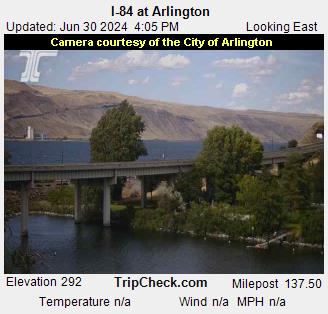 I-84 at Arlington
Updated: Jun 30 2024 4:05 PM Looking East
Camera courtesy of the City of Arlington
Elevation 292 TripCheck.com Milepost 137.50
Temperature n/a Wind n/a MPH n/a